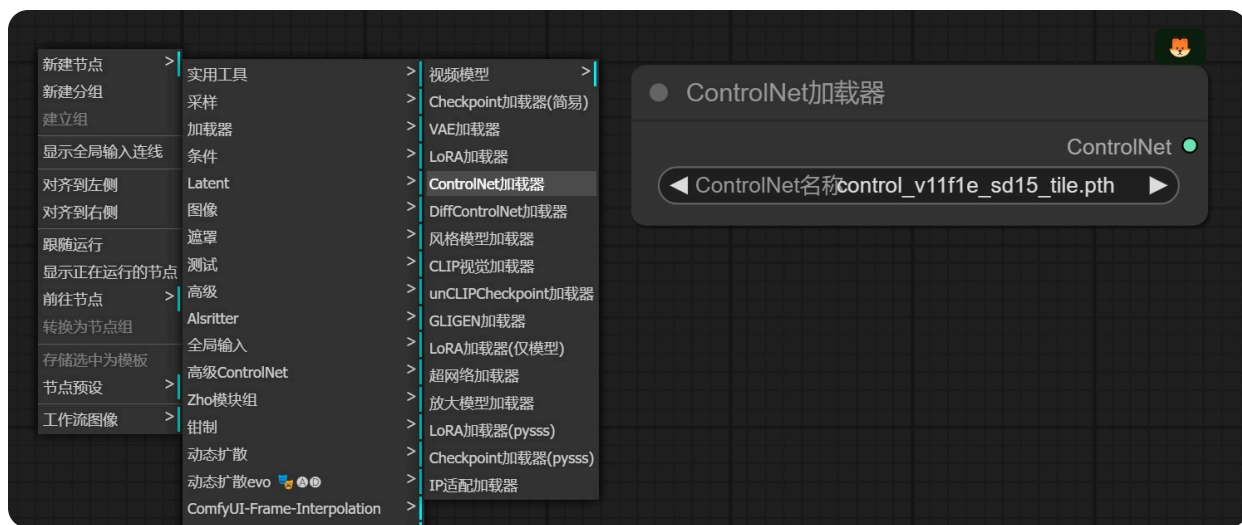 新建节点 >
新建分组
建立组
显示全局输入连线
对齐到左侧
对齐到右侧
跟随运行
显示正在运行的节点
前往节点 >
转换为节点组
存储选中为模板
节点预设 >
工作流图像 >
实用工具 >
采样 >
加载器 >
条件 >
Latent >
图像 >
遮罩 >
测试 >
高级 >
Alsritter >
全局输入 >
高级ControlNet >
Zho模块组 >
钳制 >
动态扩散 >
动态扩散evo 🎭🅐🅓 >
ComfyUI-Frame-Interpolation >
视频模型 >
Checkpoint加载器(简易)
VAE加载器
LoRA加载器
ControlNet加载器
DiffControlNet加载器
风格模型加载器
CLIP视觉加载器
unCLIPCheckpoint加载器
GLIGEN加载器
LoRA加载器(仅模型)
超网络加载器
放大模型加载器
LoRA加载器(pysss)
Checkpoint加载器(pysss)
IP适配加载器
ControlNet加载器
ControlNet
ControlNet名称 control_v11f1e_sd15_tile.pth